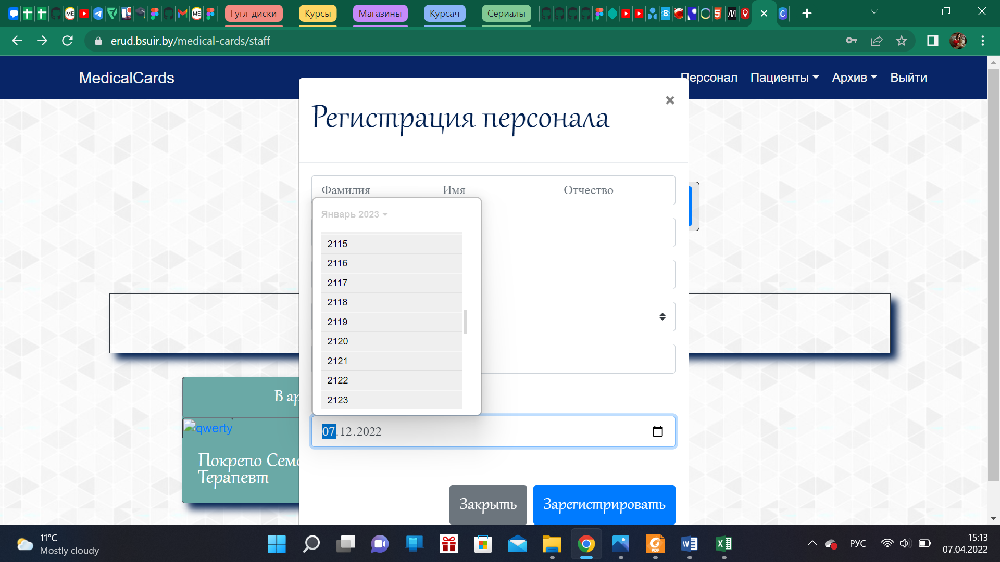 Гугл-диски
Курсы
Магазины
Курсач
Сериалы
erud.bsuir.by/medical-cards/staff
MedicalCards
Персонал
Пациенты
Архив
Выйти
Регистрация персонала
×
Фамилия
Имя
Отчество
Январь 2023
2115
2116
2117
2118
2119
2120
2121
2122
2123
07.12.2022
В ар
qwerty
Покрепо Семе
Терапевт
Закрыть
Зарегистрировать
11°C
Mostly cloudy
РУС
15:13
07.04.2022